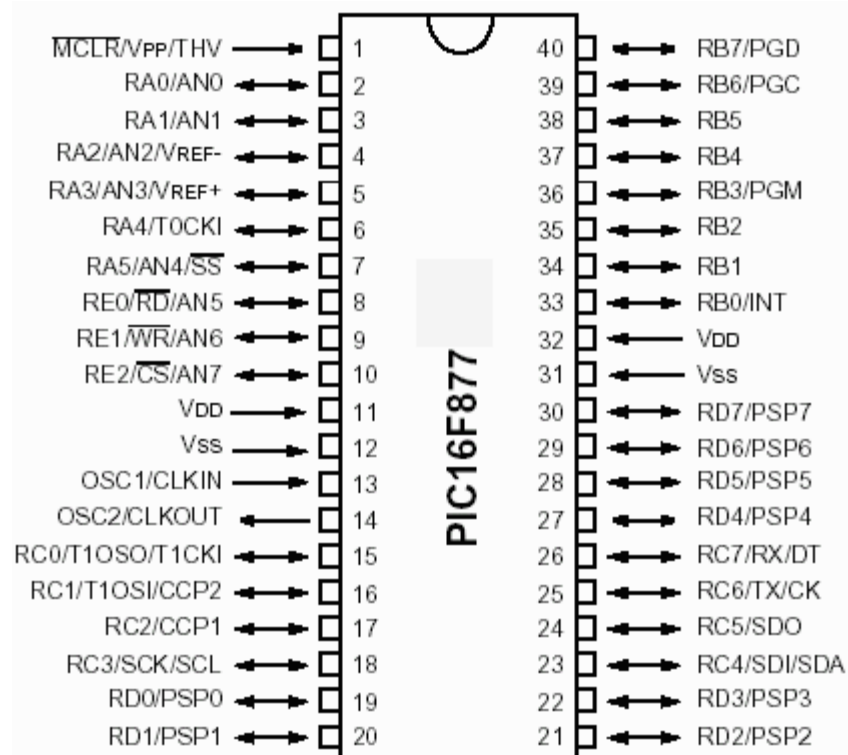 MCLR/VPP/THV 1 40 RB7/PGD
RA0/AN0 2 39 RB6/PGC
RA1/AN1 3 38 RB5
RA2/AN2/VREF- 4 37 RB4
RA3/AN3/VREF+ 5 36 RB3/PGM
RA4/T0CKI 6 35 RB2
RA5/AN4/SS 7 34 RB1
RE0/RD/AN5 8 33 RB0/INT
RE1/WR/AN6 9 32 VDD
RE2/CS/AN7 10 31 VSS
VDD 11 30 RD7/PSP7
VSS 12 29 RD6/PSP6
OSC1/CLKIN 13 28 RD5/PSP5
OSC2/CLKOUT 14 27 RD4/PSP4
RC0/T1OSO/T1CKI 15 26 RC7/RX/DT
RC1/T1OSI/CCP2 16 25 RC6/TX/CK
RC2/CCP1 17 24 RC5/SDO
RC3/SCK/SCL 18 23 RC4/SDI/SDA
RD0/PSP0 19 22 RD3/PSP3
RD1/PSP1 20 21 RD2/PSP2
PIC16F877